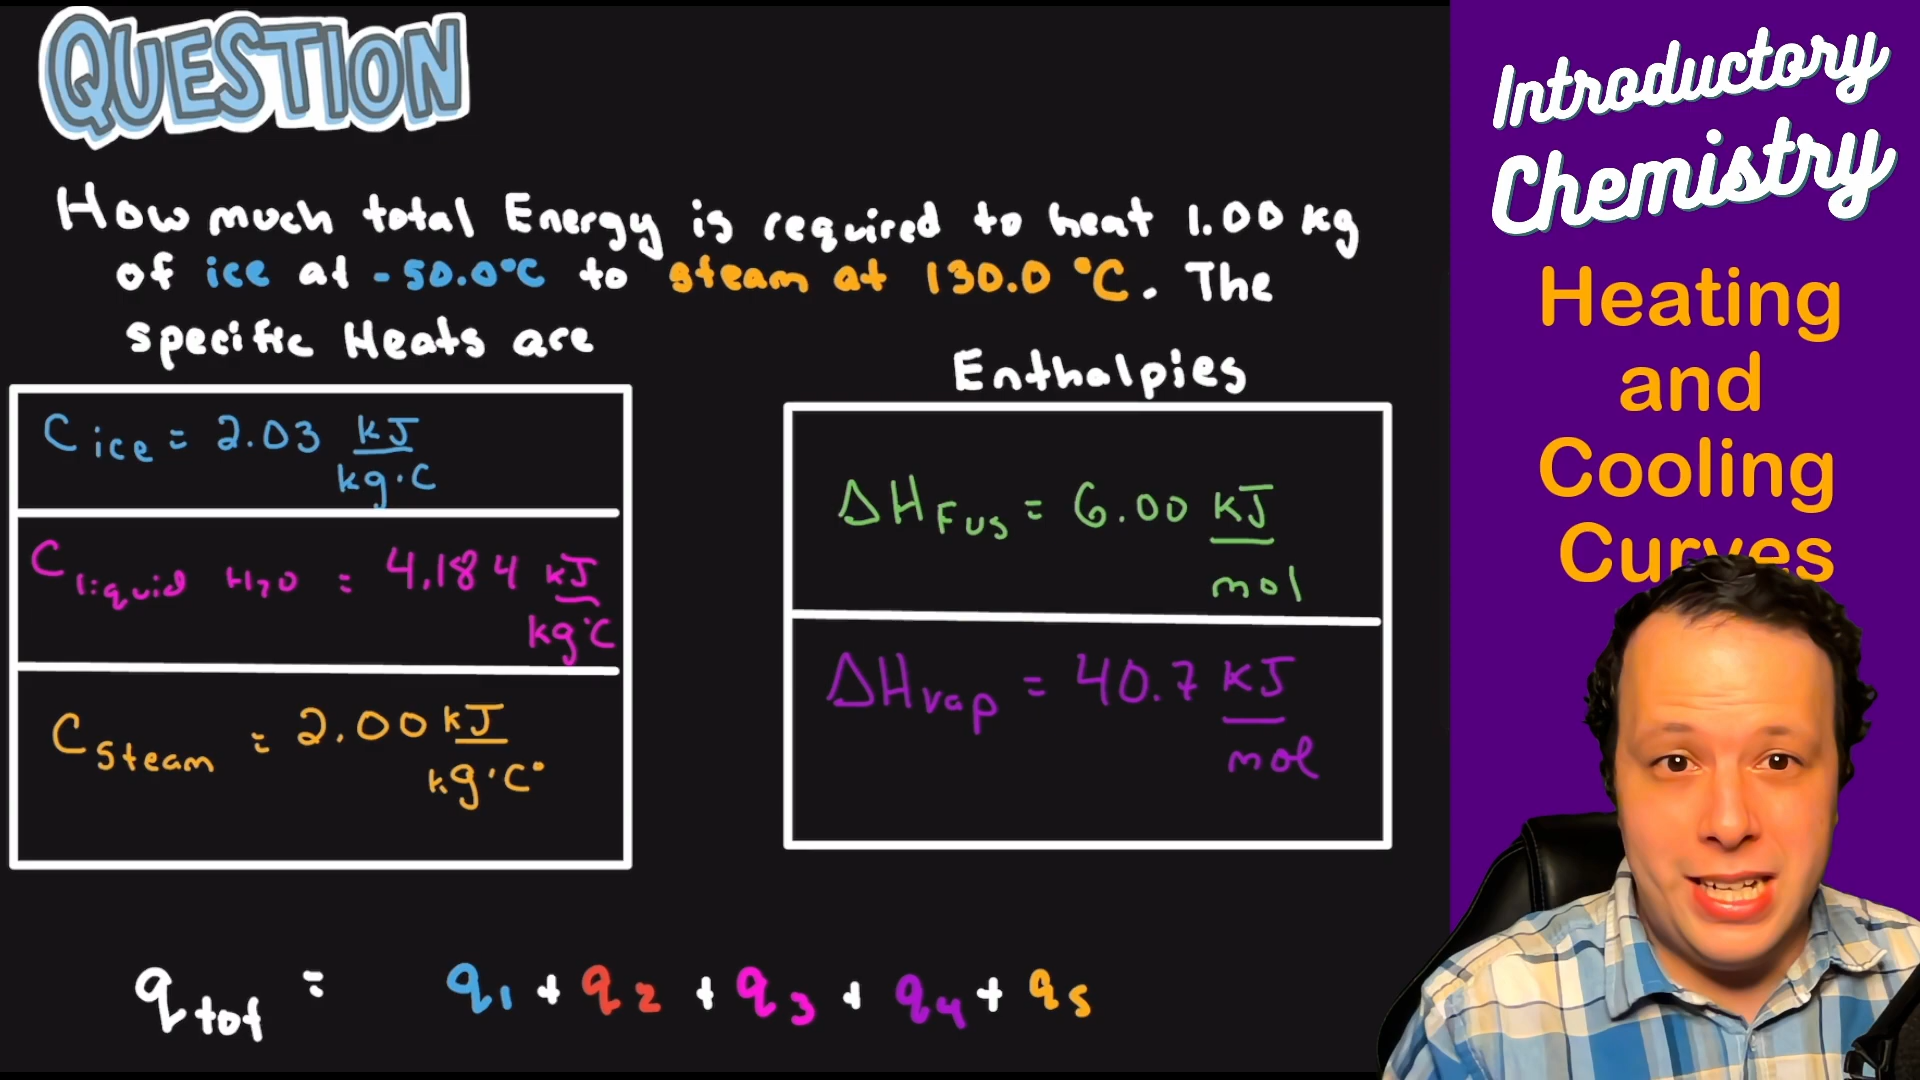 QUESTION
How much total Energy is required to heat 1.00 kg
of ice at -50.0°C to steam at 130.0 °C. The
specific Heats are
C ice = 2.03 kJ
kg·C
C liquid H2O = 4.184 kJ
kg°C
C Steam = 2.00 kJ
kg·C°
Enthalpies
ΔH Fus = 6.00 kJ
mol
ΔH vap = 40.7 kJ
mol
q tot = q1 + q2 + q3 + q4 + q5
Introductory
Chemistry
Heating
and
Cooling
Curves